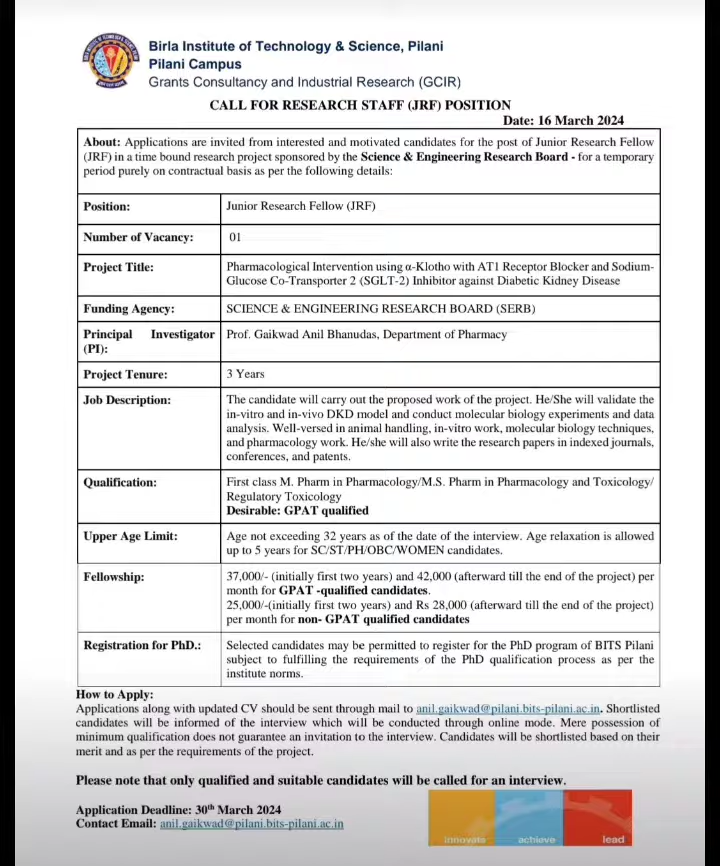 Birla Institute of Technology & Science, Pilani
Pilani Campus
Grants Consultancy and Industrial Research (GCIR)
CALL FOR RESEARCH STAFF (JRF) POSITION
Date: 16 March 2024
About: Applications are invited from interested and motivated candidates for the post of Junior Research Fellow
(JRF) in a time bound research project sponsored by the Science & Engineering Research Board - for a temporary
period purely on contractual basis as per the following details:
Position: Junior Research Fellow (JRF)
Number of Vacancy: 01
Project Title: Pharmacological Intervention using α-Klotho with AT1 Receptor Blocker and Sodium-
Glucose Co-Transporter 2 (SGLT-2) Inhibitor against Diabetic Kidney Disease
Funding Agency: SCIENCE & ENGINEERING RESEARCH BOARD (SERB)
Principal Investigator Prof. Gaikwad Anil Bhanudas, Department of Pharmacy
(PI):
Project Tenure: 3 Years
Job Description: The candidate will carry out the proposed work of the project. He/She will validate the
in-vitro and in-vivo DKD model and conduct molecular biology experiments and data
analysis. Well-versed in animal handling, in-vitro work, molecular biology techniques,
and pharmacology work. He/she will also write the research papers in indexed journals,
conferences, and patents.
Qualification: First class M. Pharm in Pharmacology/M.S. Pharm in Pharmacology and Toxicology/
Regulatory Toxicology
Desirable: GPAT qualified
Upper Age Limit: Age not exceeding 32 years as of the date of the interview. Age relaxation is allowed
up to 5 years for SC/ST/PH/OBC/WOMEN candidates.
Fellowship: 37,000/- (initially first two years) and 42,000 (afterward till the end of the project) per
month for GPAT -qualified candidates.
25,000/-(initially first two years) and Rs 28,000 (afterward till the end of the project)
per month for non- GPAT qualified candidates
Registration for PhD.: Selected candidates may be permitted to register for the PhD program of BITS Pilani
subject to fulfilling the requirements of the PhD qualification process as per the
institute norms.
How to Apply:
Applications along with updated CV should be sent through mail to anil.gaikwad@pilani.bits-pilani.ac.in. Shortlisted
candidates will be informed of the interview which will be conducted through online mode. Mere possession of
minimum qualification does not guarantee an invitation to the interview. Candidates will be shortlisted based on their
merit and as per the requirements of the project.
Please note that only qualified and suitable candidates will be called for an interview.
Application Deadline: 30th March 2024
Contact Email: anil.gaikwad@pilani.bits-pilani.ac.in
innovate achieve lead